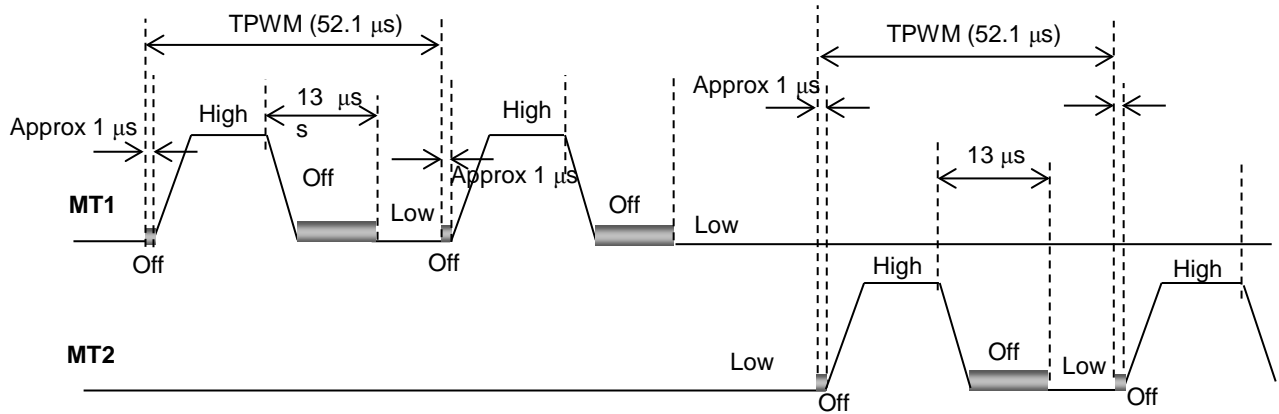 TPWM (52.1 μs)
TPWM (52.1 μs)
Approx 1 μs
High
13 μs
s
High
Approx 1 μs
Off
Approx 1 μs
13 μs
MT1
Low
Off
Low
Off
Off
High
High
MT2
Low
Off
Low
Off
Off